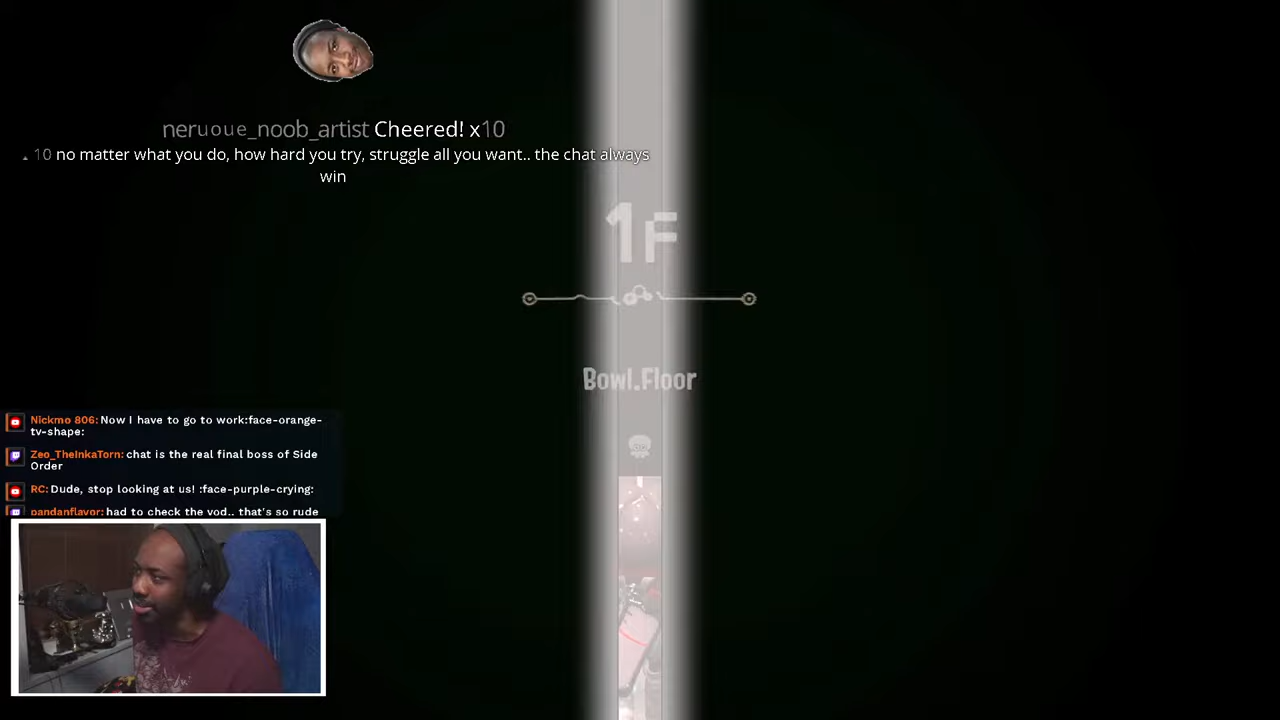 neruoue_noob_artist Cheered! x10
10 no matter what you do, how hard you try, struggle all you want.. the chat always
win
1F
Bowl.Floor
Nickmo 806: Now I have to go to work:face-orange-
tv-shape:
Zeo_TheInkaTorn: chat is the real final boss of Side
Order
RC: Dude, stop looking at us! :face-purple-crying:
pandanflavor: had to check the vod.. that's so rude